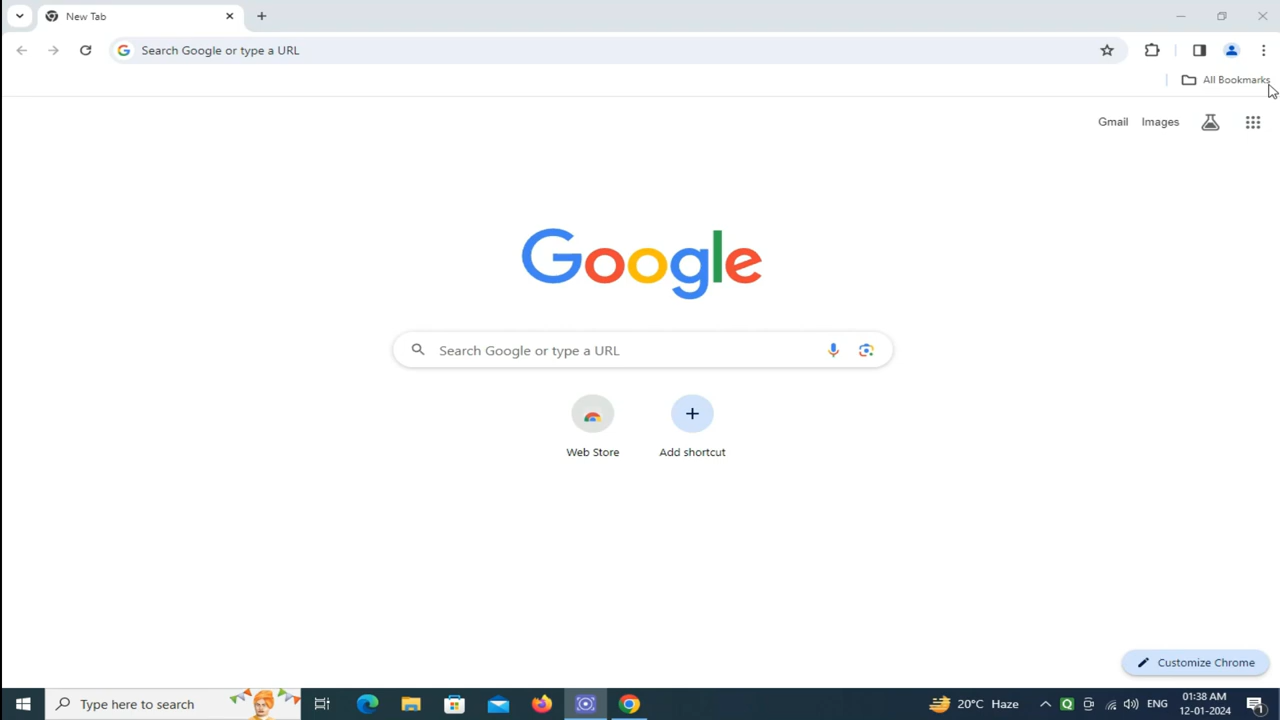 New Tab
Search Google or type a URL
All Bookmarks
Gmail Images
Google
Search Google or type a URL
Web Store Add shortcut
Customize Chrome
Type here to search
20°C Haze
ENG
01:38 AM
12-01-2024
1